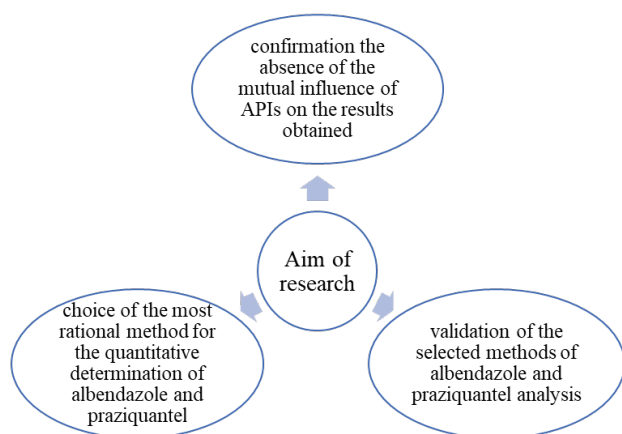 confirmation the
absence of the
mutual influence of
APIs on the results
obtained
Aim of
research
choice of the most
rational method for
the quantitative
determination of
albendazole and
praziquantel
validation of the
selected methods of
albendazole and
praziquantel analysis